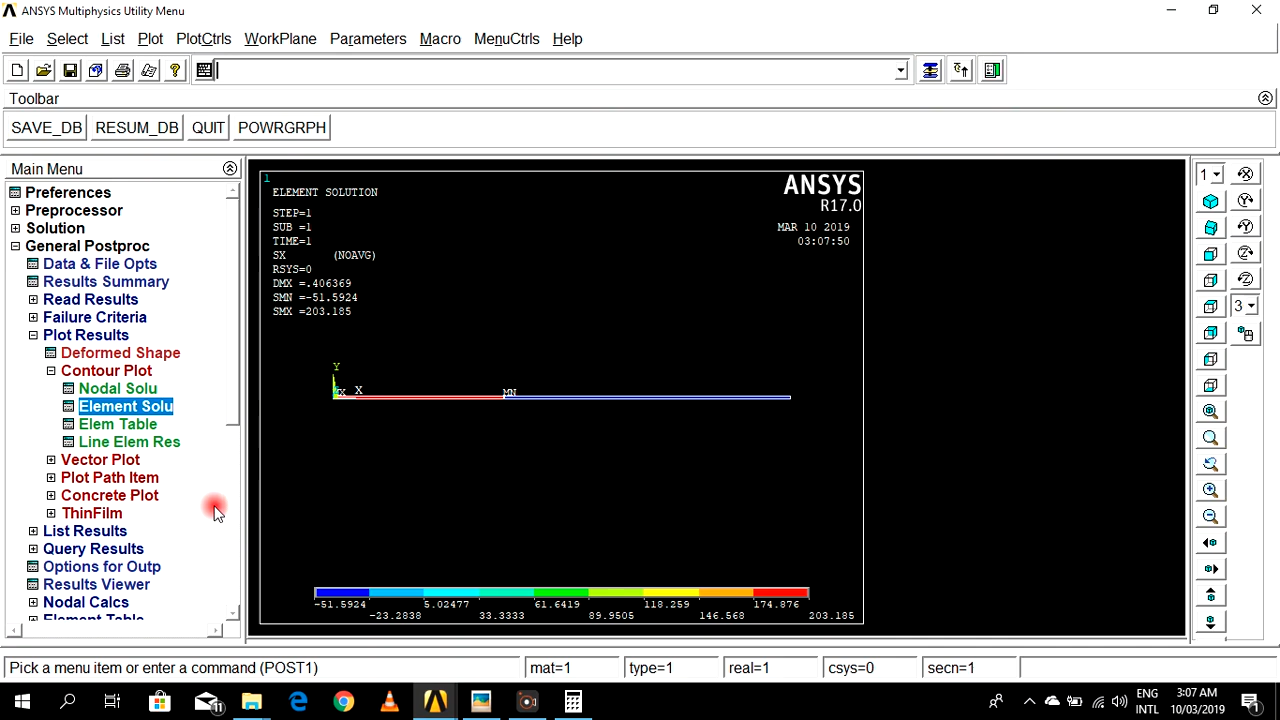 ANSYS Multiphysics Utility Menu
File Select List Plot PlotCtrls WorkPlane Parameters Macro MenuCtrls Help
Toolbar
SAVE_DB RESUM_DB QUIT POWRGRPH
Main Menu
Preferences
Preprocessor
Solution
General Postproc
Data & File Opts
Results Summary
Read Results
Failure Criteria
Plot Results
Deformed Shape
Contour Plot
Nodal Solu
Element Solu
Elem Table
Line Elem Res
Vector Plot
Plot Path Item
Concrete Plot
ThinFilm
List Results
Query Results
Options for Outp
Results Viewer
Nodal Calcs
Element Table
1
ELEMENT SOLUTION
STEP=1
SUB =1
TIME=1
SX (NOAVG)
RSYS=0
DMX =.406369
SMN =-51.5924
SMX =203.185
ANSYS
R17.0
MAR 10 2019
03:07:50
Y
X
MN
-51.5924 5.02477 61.6419 118.259 174.876
-23.2838 33.3333 89.9505 146.568 203.185
1
3
Pick a menu item or enter a command (POST1) mat=1 type=1 real=1 csys=0 secn=1
11
ENG 3:07 AM
INTL 10/03/2019
1